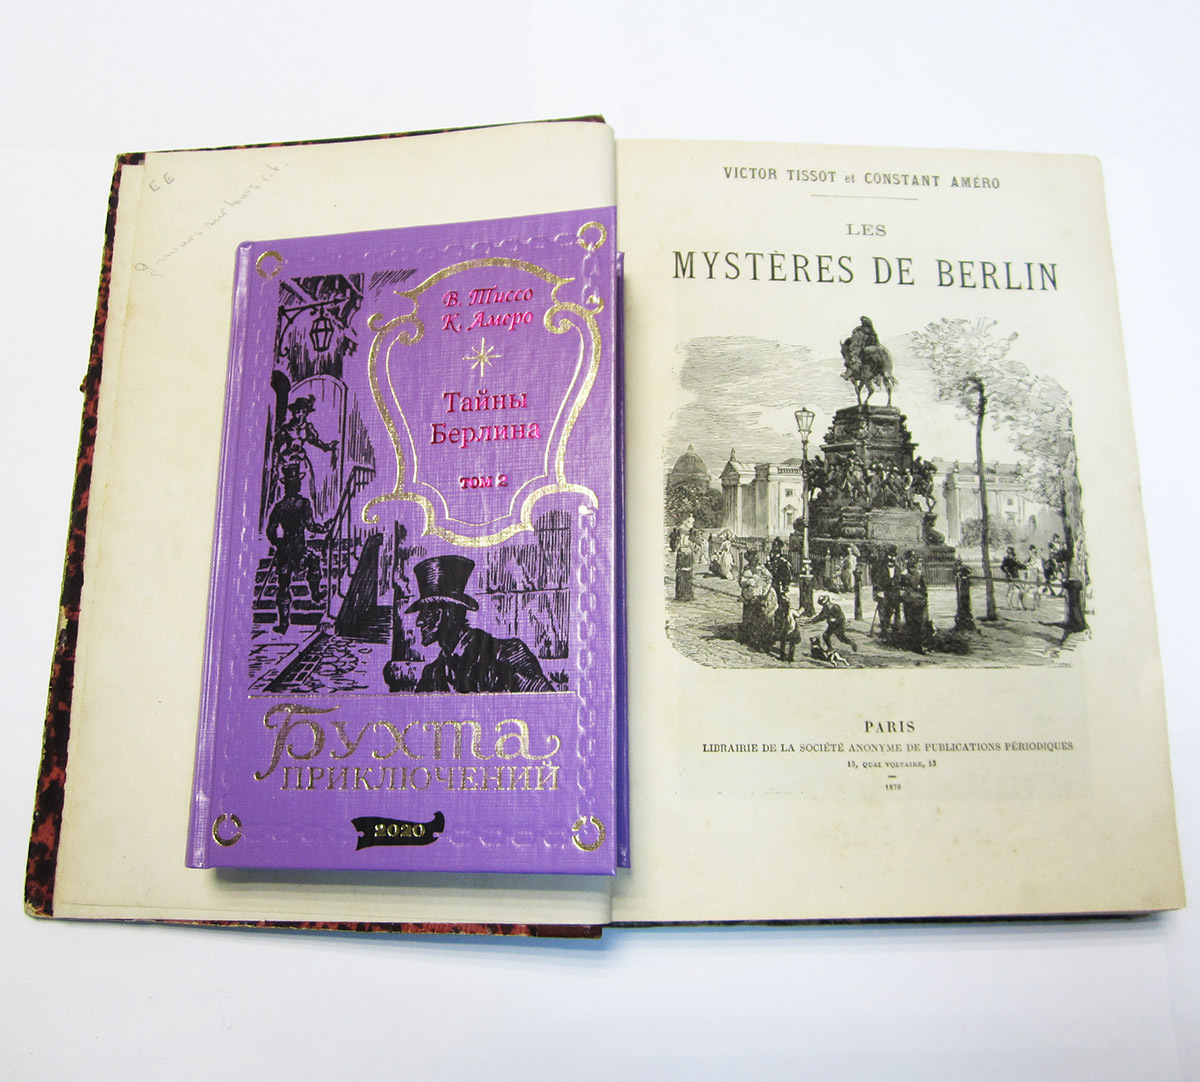 E E
В. Тиссо
К. Амеро
Тайны
Берлина
том 2
Бухта
ПРИКЛЮЧЕНИЙ
2020
VICTOR TISSOT et CONSTANT AMÉRO
LES
MYSTÈRES DE BERLIN
PARIS
LIBRAIRIE DE LA SOCIÉTÉ ANONYME DE PUBLICATIONS PÉRIODIQUES
13, QUAI VOLTAIRE, 13
1879